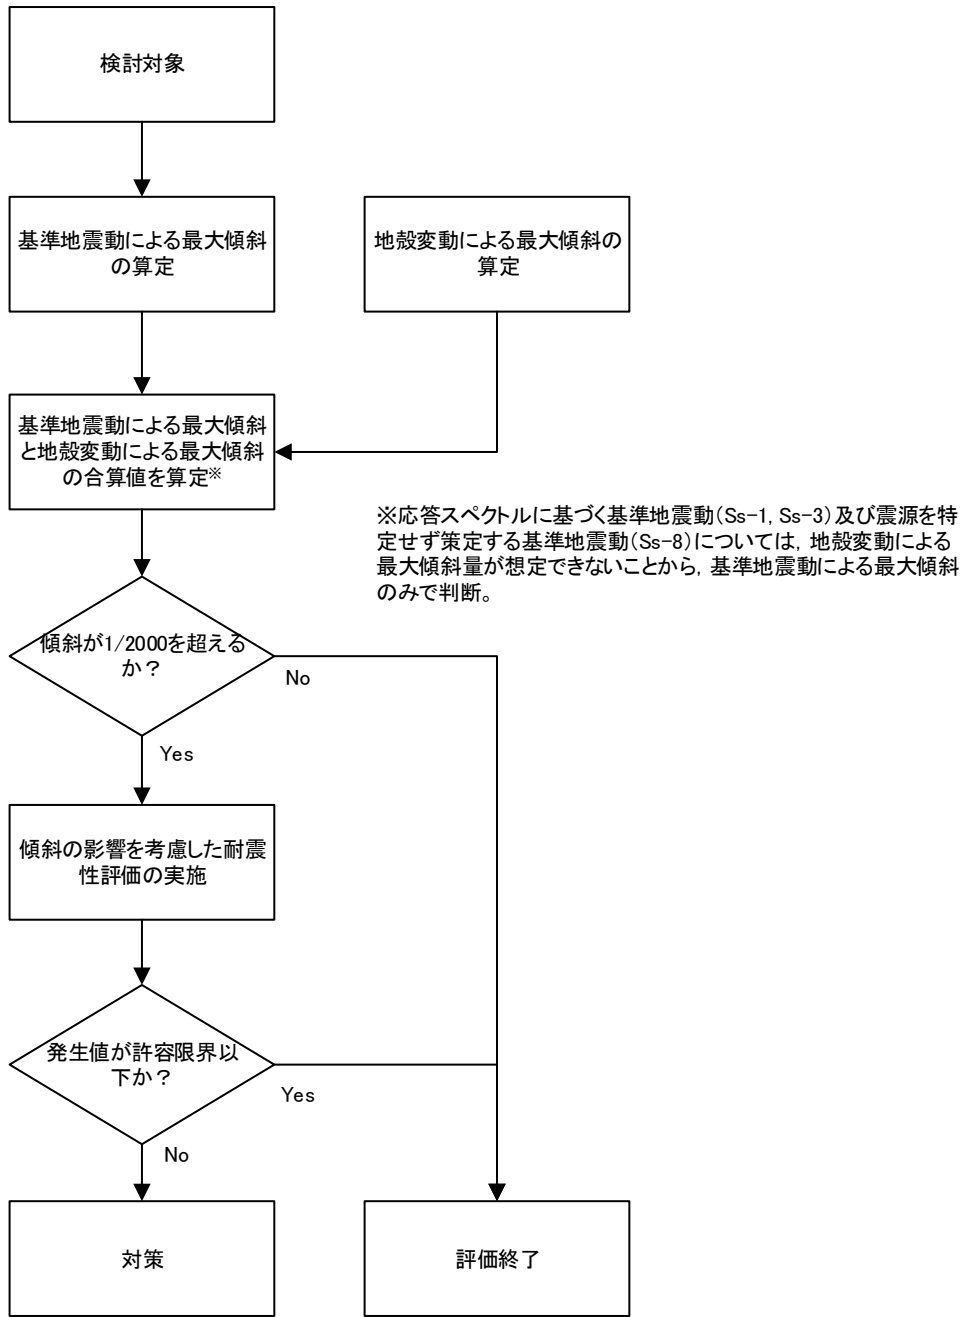 検討対象
基準地震動による最大傾斜
の算定
地殻変動による最大傾斜の
算定
基準地震動による最大傾斜
と地殻変動による最大傾斜
の合算値を算定※
※応答スペクトルに基づく基準地震動（Ss-1, Ss-3）及び震源を特
定せず策定する基準地震動（Ss-8）については, 地殻変動による
最大傾斜量が想定できないことから, 基準地震動による最大傾斜
のみで判断。
傾斜が1/2000を超える
か？
No
Yes
傾斜の影響を考慮した耐震
性評価の実施
発生値が許容限界以
下か？
Yes
No
対策
評価終了